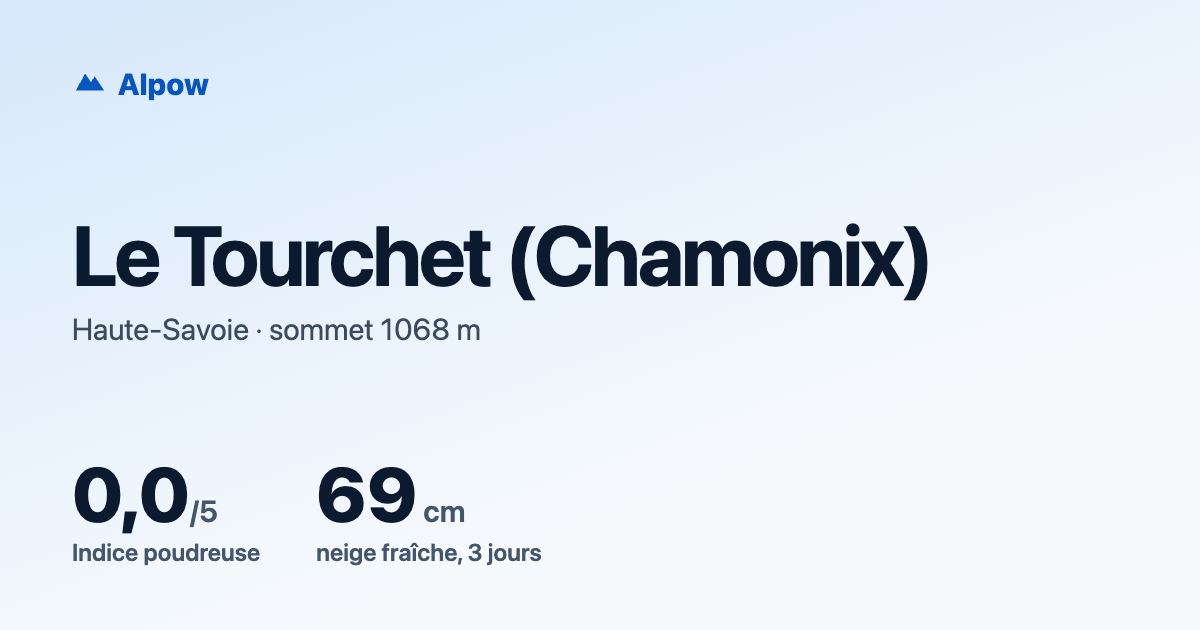 Alpow
Le Tourchet (Chamonix)
Haute-Savoie · sommet 1068 m
0,0/5 69 cm
Indice poudreuse neige fraîche, 3 jours